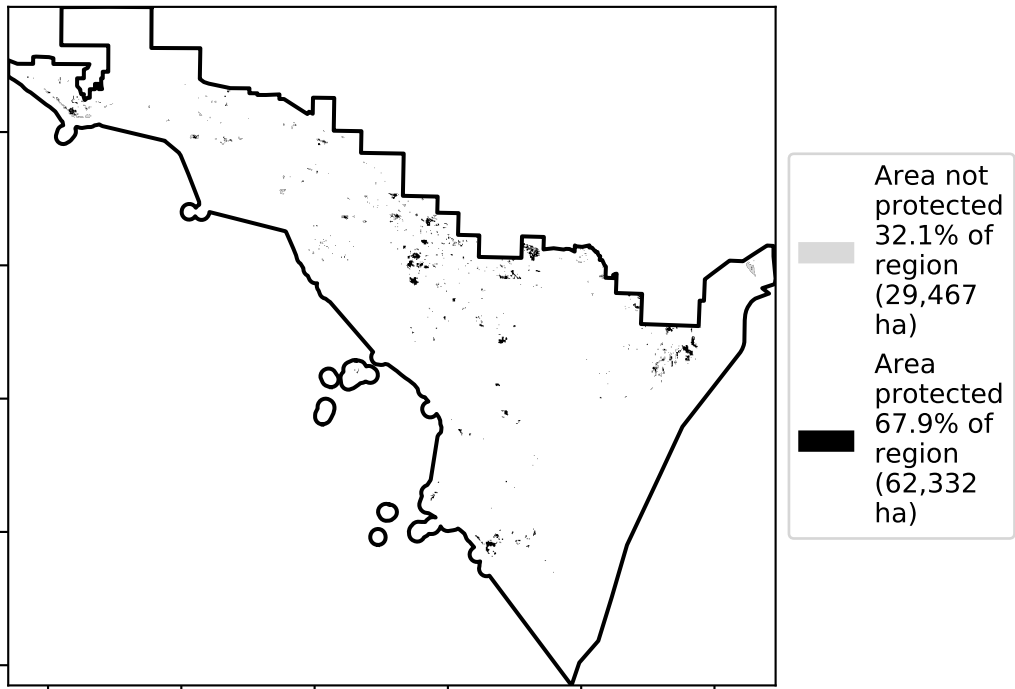 Area not
protected
32.1% of
region
(29,467
ha)
Area
protected
67.9% of
region
(62,332
ha)